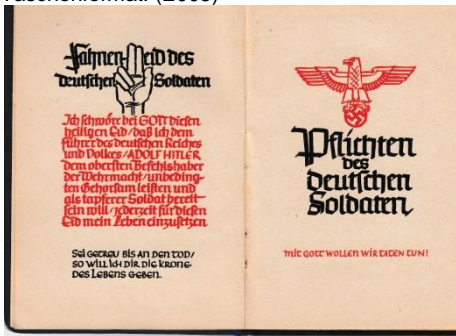 Taschenformat. (2005)
Fahneneid des
deutschen Soldaten
Ich schwöre bei GOTT diesen
heiligen Eid/daß ich dem
Führer des deutschen Reiches
und Volkes/ADOLF HITLER
dem obersten Befehlshaber
der Wehrmacht/unbeding-
ten Gehorsam leisten und
als tapferer Soldat bereit
sein will/jederzeit für diesen
Eid mein Leben einzusetzen
Sei getreu bis an den Tod/
so will ich dir die Krone
des Lebens geben.
Pflichten
des
deutschen
Soldaten
Mit Gott wollen wir Taten tun!